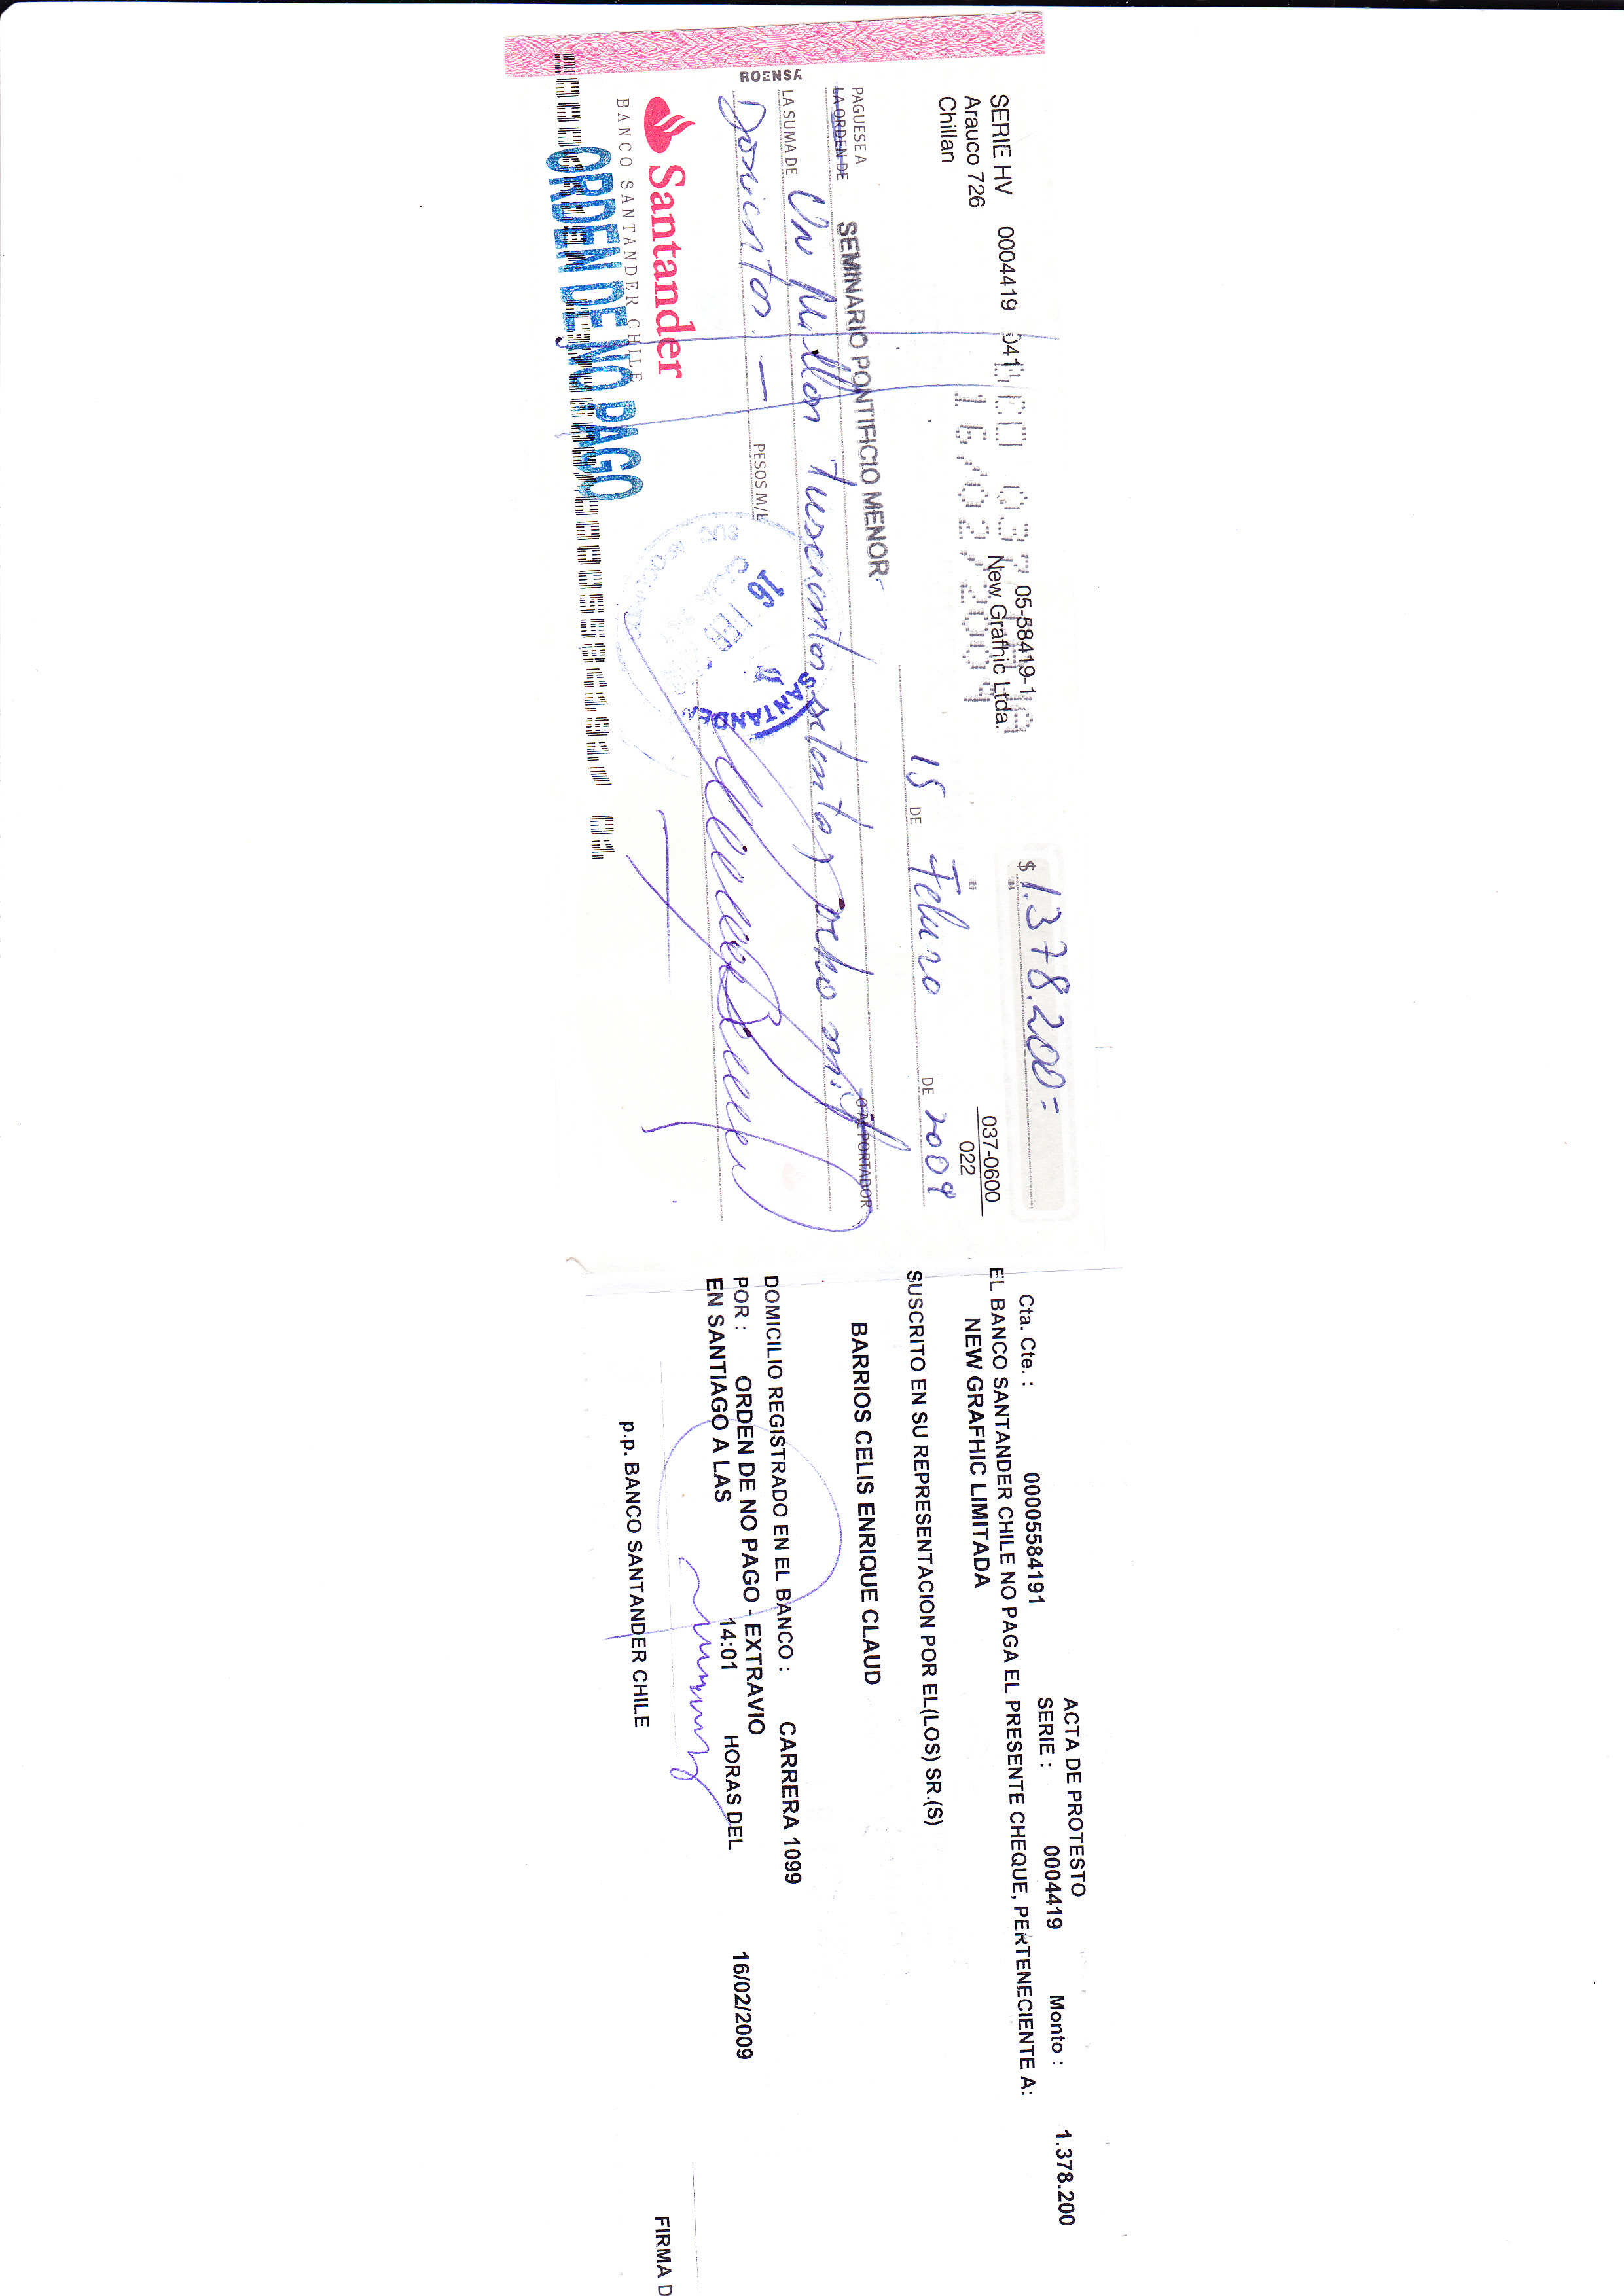 SERIE HV 0004419 041
Arauco 726
Chillan
05-58419-1
New Grafhic Ltda.
16/02/2009
$ 1.378.200=
037-0600
022
15 DE Febrero DE 2009
PAGUESE A
LA ORDEN DE
SEMINARIO PONTIFICIO MENOR
O AL PORTADOR
LA SUMA DE Un Millon Trescientos setenta y ocho mil
ROENSA
Doscientos. — PESOS M/L
Santander
BANCO SANTANDER CHILE
ORDEN DE NO PAGO
SANTANDER
16 FEB
ACTA DE PROTESTO
Cta. Cte. : 00005584191 SERIE : 0004419 Monto : 1.378.200
EL BANCO SANTANDER CHILE NO PAGA EL PRESENTE CHEQUE, PERTENECIENTE A:
NEW GRAFHIC LIMITADA
SUSCRITO EN SU REPRESENTACION POR EL(LOS) SR.(S)
BARRIOS CELIS ENRIQUE CLAUD
DOMICILIO REGISTRADO EN EL BANCO : CARRERA 1099
POR : ORDEN DE NO PAGO - EXTRAVIO
EN SANTIAGO A LAS 14:01 HORAS DEL 16/02/2009
p.p. BANCO SANTANDER CHILE
FIRMA D